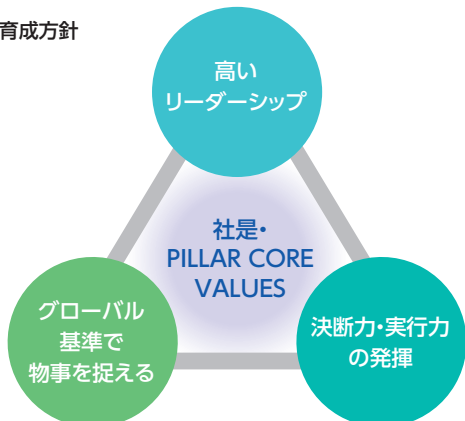 育成方針
高い
リーダーシップ
社是・
PILLAR CORE
VALUES
グローバル
基準で
物事を捉える
決断力・実行力
の発揮